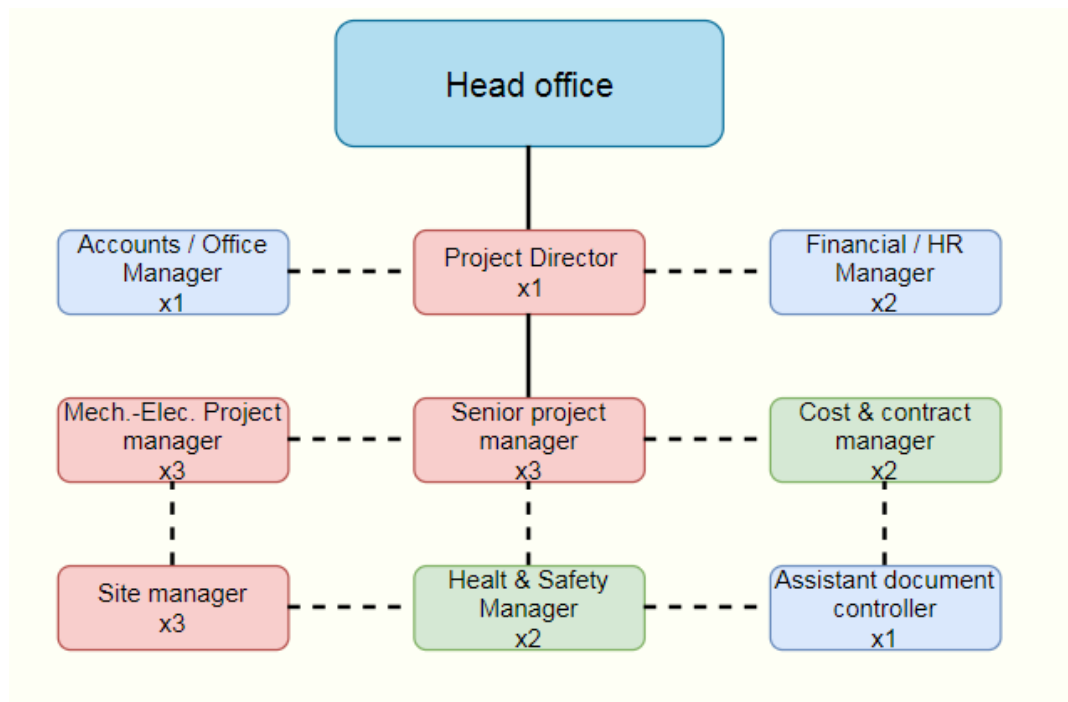 Head office
Accounts / Office
Manager
x1
Project Director
x1
Financial / HR
Manager
x2
Mech.-Elec. Project
manager
x3
Senior project
manager
x3
Cost & contract
manager
x2
Site manager
x3
Healt & Safety
Manager
x2
Assistant document
controller
x1